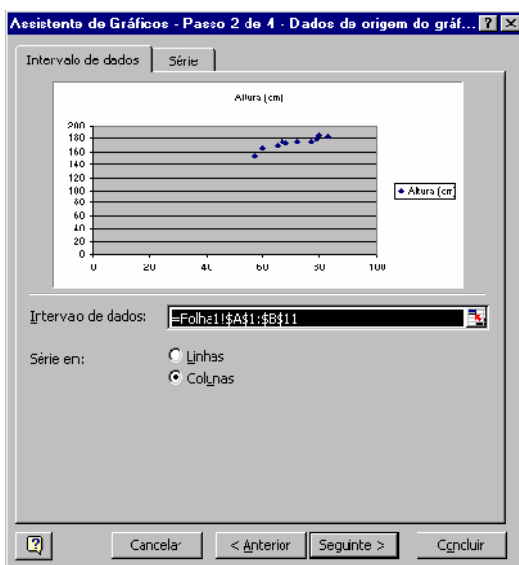 Assistente de Gráficos - Passo 2 de 4 - Dados de origem do gráf... ? ×
Intervalo de dados Série
Altura (cm)
200
180
160
140
120
100
80
60
40
20
0
0 20 40 60 80 100
Altura (cm)
Intervao de dados: =Folha1!$A$1:$B$11
Série em: Linhas
Colunas
? Cancelar < Anterior Seguinte > Concluir